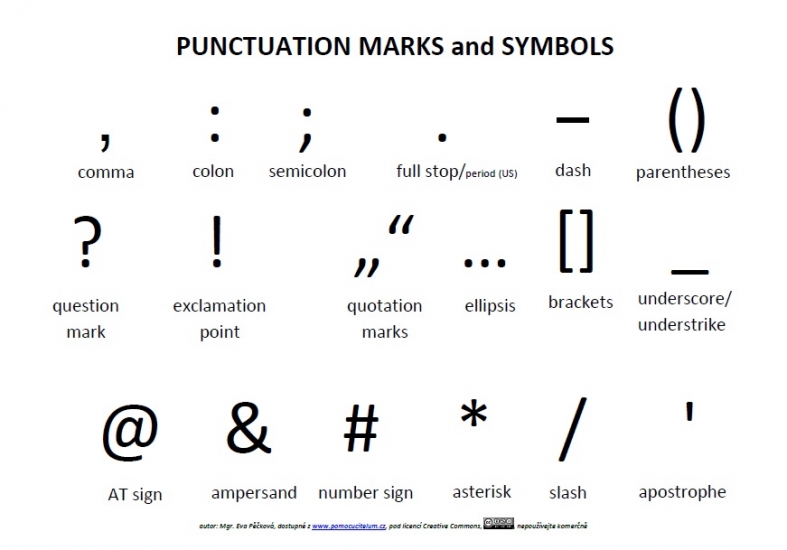 PUNCTUATION MARKS and SYMBOLS
, : ; . – ()
comma colon semicolon full stop/period (US) dash parentheses
? ! „“ ... [] _
question mark exclamation point quotation marks ellipsis brackets underscore/understrike
@ & # * / '
AT sign ampersand number sign asterisk slash apostrophe
autor: Mgr. Eva Pěčková, dostupné z www.pomocucitelum.cz, pod licencí Creative Commons, nepoužívejte komerčně